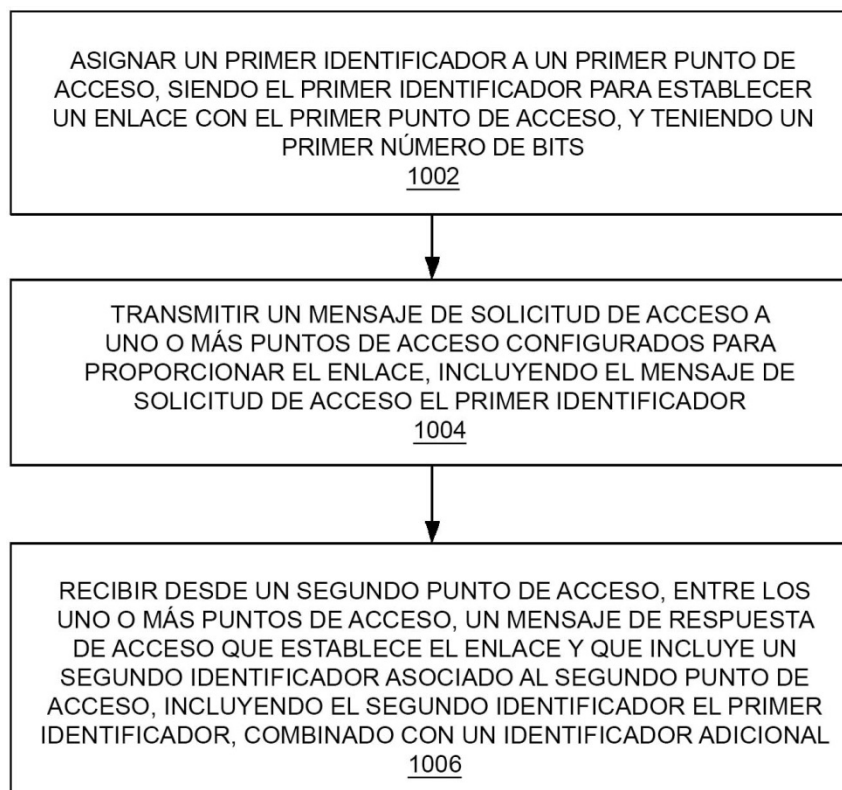 ASIGNAR UN PRIMER IDENTIFICADOR A UN PRIMER PUNTO DE
ACCESO, SIENDO EL PRIMER IDENTIFICADOR PARA ESTABLECER
UN ENLACE CON EL PRIMER PUNTO DE ACCESO, Y TENIENDO UN
PRIMER NÚMERO DE BITS
1002
TRANSMITIR UN MENSAJE DE SOLICITUD DE ACCESO A
UNO O MÁS PUNTOS DE ACCESO CONFIGURADOS PARA
PROPORCIONAR EL ENLACE, INCLUYENDO EL MENSAJE DE
SOLICITUD DE ACCESO EL PRIMER IDENTIFICADOR
1004
RECIBIR DESDE UN SEGUNDO PUNTO DE ACCESO, ENTRE LOS
UNO O MÁS PUNTOS DE ACCESO, UN MENSAJE DE RESPUESTA
DE ACCESO QUE ESTABLECE EL ENLACE Y QUE INCLUYE UN
SEGUNDO IDENTIFICADOR ASOCIADO AL SEGUNDO PUNTO DE
ACCESO, INCLUYENDO EL SEGUNDO IDENTIFICADOR EL PRIMER
IDENTIFICADOR, COMBINADO CON UN IDENTIFICADOR ADICIONAL
1006